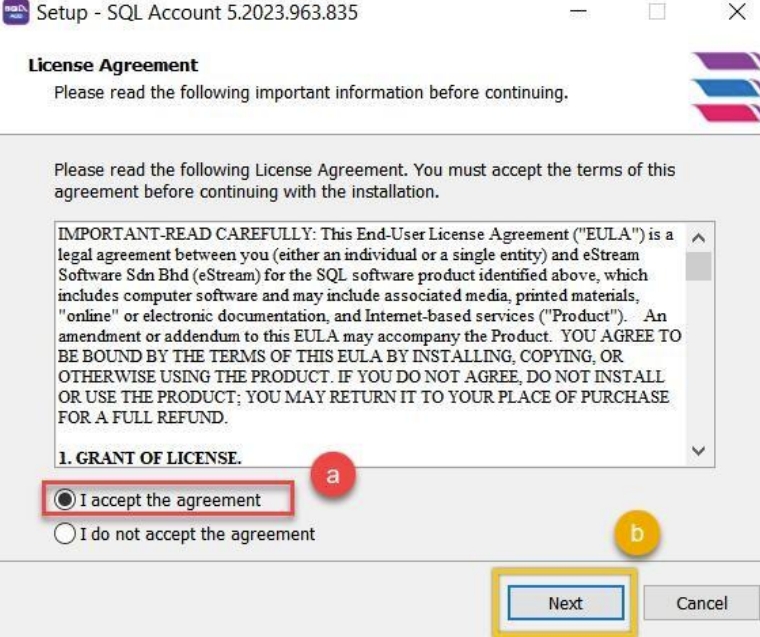 Setup - SQL Account 5.2023.963.835
License Agreement
Please read the following important information before continuing.
Please read the following License Agreement. You must accept the terms of this
agreement before continuing with the installation.
IMPORTANT-READ CAREFULLY: This End-User License Agreement ("EULA") is a
legal agreement between you (either an individual or a single entity) and eStream
Software Sdn Bhd (eStream) for the SQL software product identified above, which
includes computer software and may include associated media, printed materials,
"online" or electronic documentation, and Internet-based services ("Product").    An
amendment or addendum to this EULA may accompany the Product.  YOU AGREE TO
BE BOUND BY THE TERMS OF THIS EULA BY INSTALLING, COPYING, OR
OTHERWISE USING THE PRODUCT. IF YOU DO NOT AGREE, DO NOT INSTALL
OR USE THE PRODUCT; YOU MAY RETURN IT TO YOUR PLACE OF PURCHASE
FOR A FULL REFUND.
1. GRANT OF LICENSE.
a
I accept the agreement
I do not accept the agreement
b
Next
Cancel